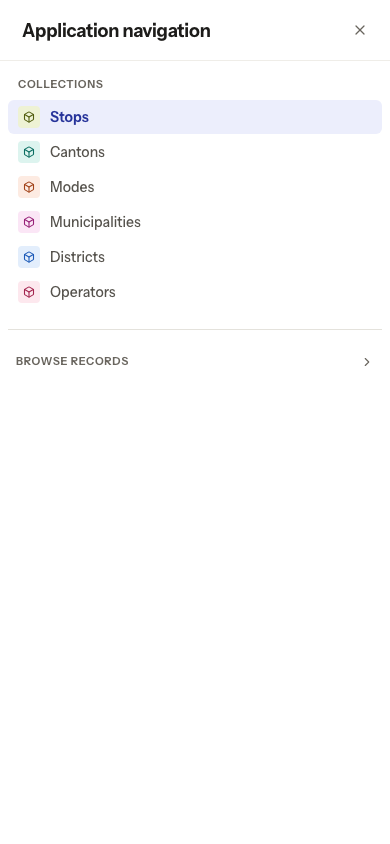 Application navigation
COLLECTIONS
Stops
Cantons
Modes
Municipalities
Districts
Operators
BROWSE RECORDS